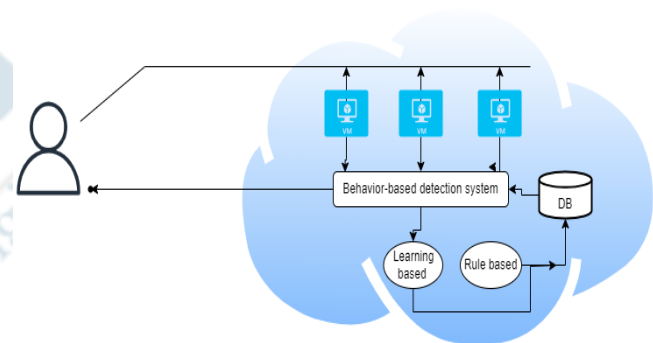 VM
VM
VM
Behavior-based detection system
DB
Learning
based
Rule based